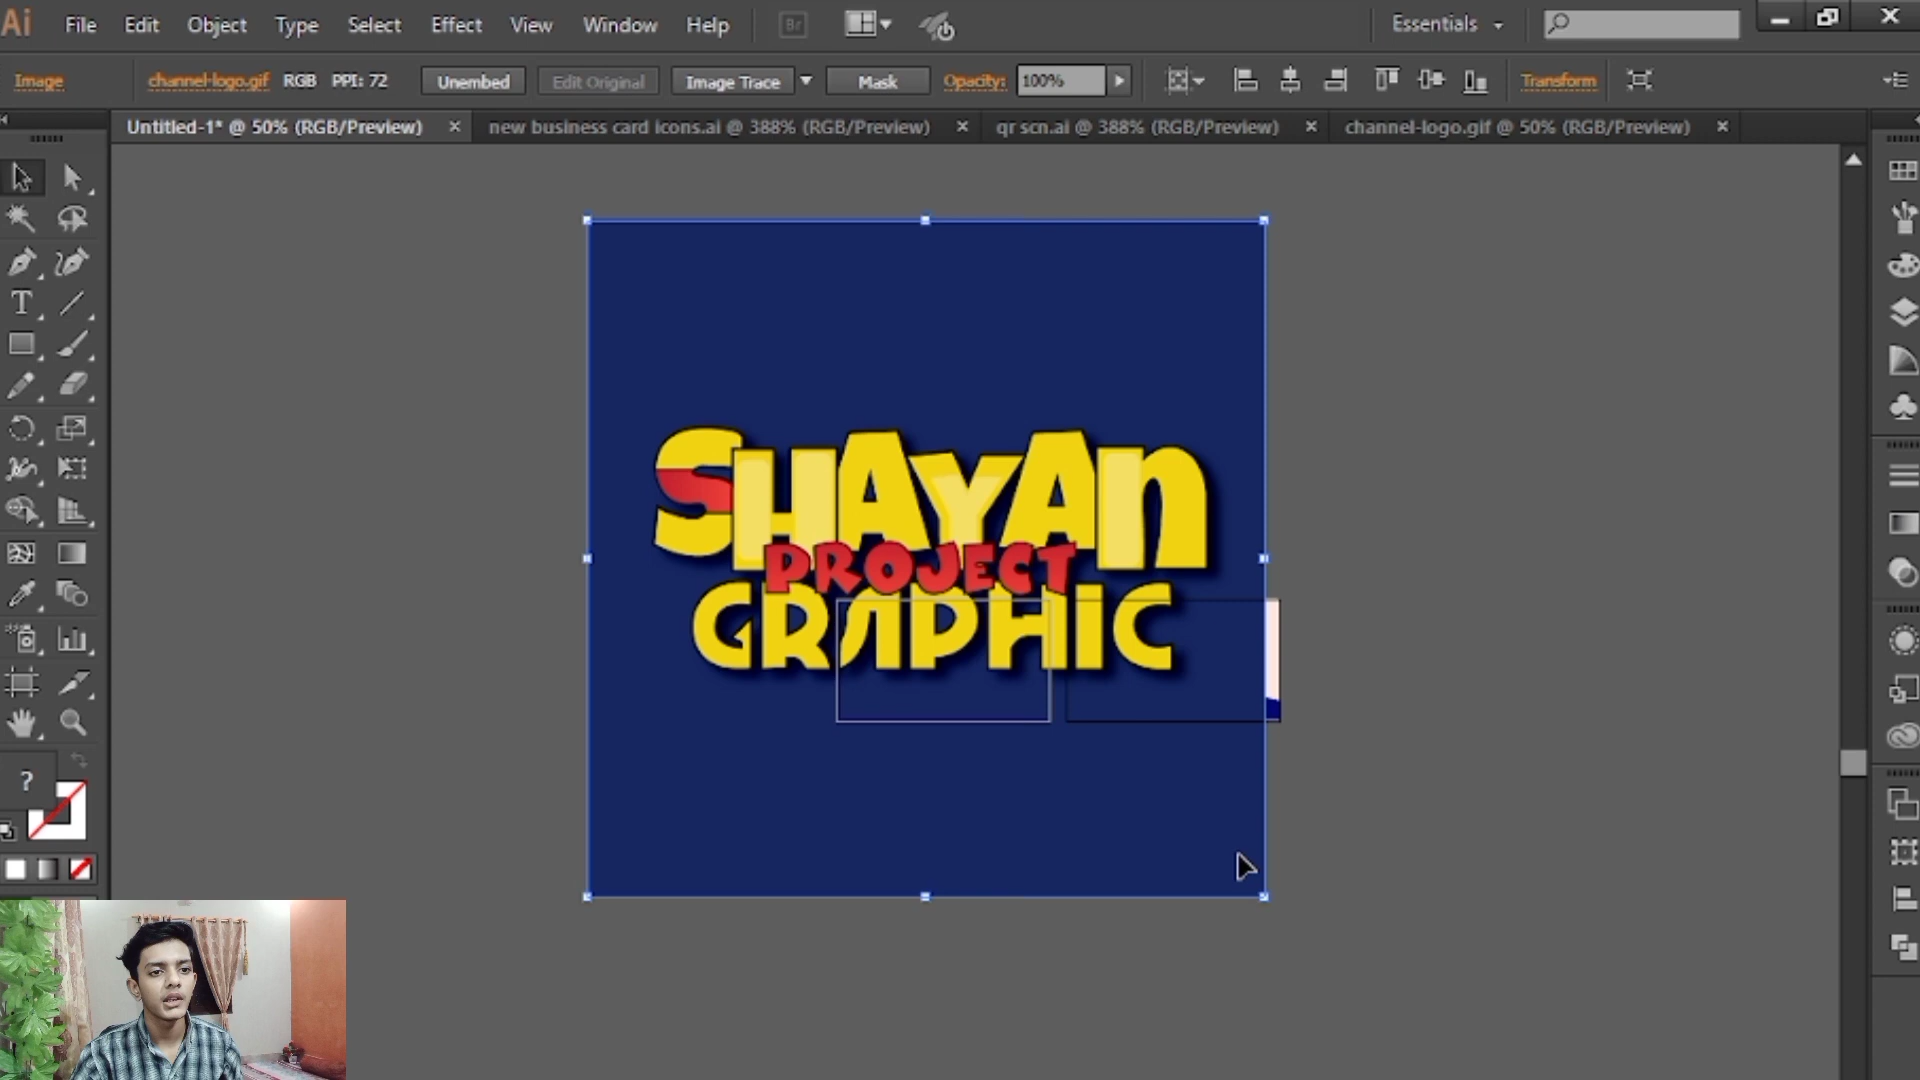 Ai File Edit Object Type Select Effect View Window Help Br Essentials
Image channel-logo.gif RGB PPI: 72 Unembed Edit Original Image Trace Mask Opacity: 100% Transform
Untitled-1* @ 50% (RGB/Preview) × new business card icons.ai @ 388% (RGB/Preview) × qr scn.ai @ 388% (RGB/Preview) × channel-logo.gif @ 50% (RGB/Preview) ×
T
SHAYAN
PROJECT
GRAPHIC
?